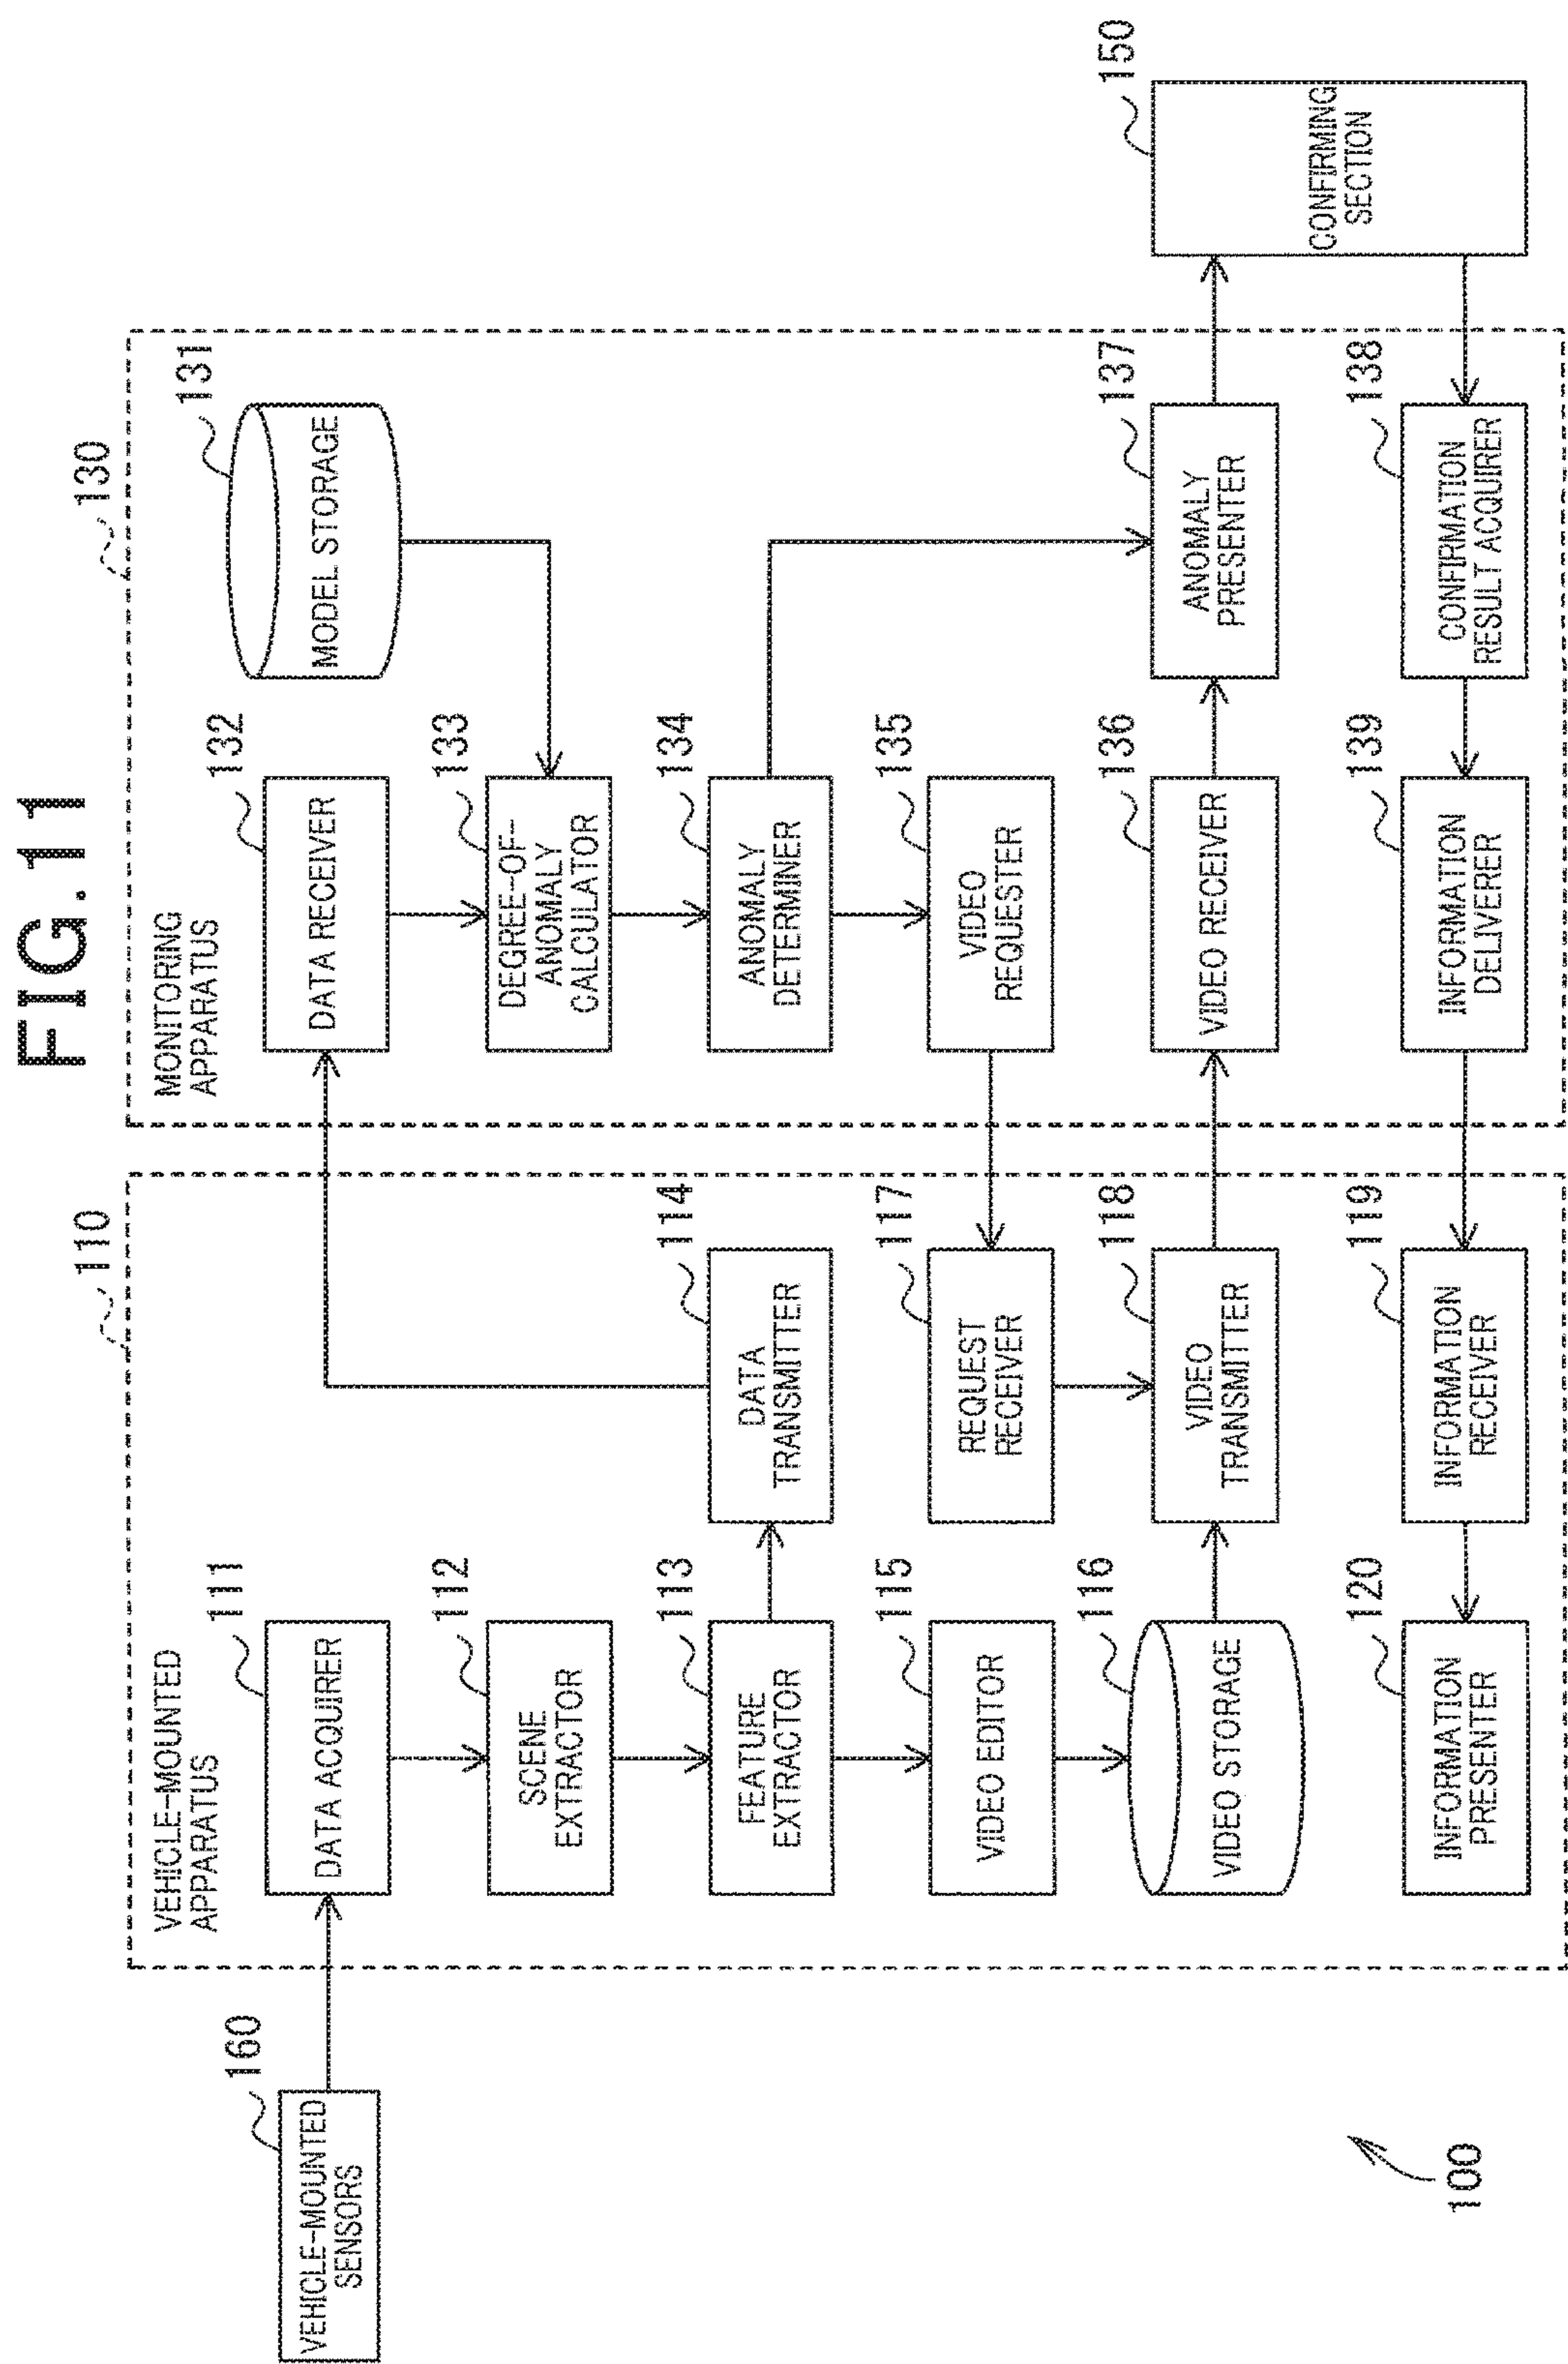 FIG.11
100
160
VEHICLE-MOUNTED
SENSORS
110
VEHICLE-MOUNTED
APPARATUS
111
DATA ACQUIRER
112
SCENE
EXTRACTOR
113
FEATURE
EXTRACTOR
114
DATA
TRANSMITTER
115
VIDEO EDITOR
117
REQUEST
RECEIVER
116
VIDEO STORAGE
118
VIDEO
TRANSMITTER
120
INFORMATION
PRESENTER
119
INFORMATION
RECEIVER
130
MONITORING
APPARATUS
132
DATA RECEIVER
131
MODEL STORAGE
133
DEGREE-OF-
ANOMALY
CALCULATOR
134
ANOMALY
DETERMINER
135
VIDEO
REQUESTER
136
VIDEO RECEIVER
137
ANOMALY
PRESENTER
139
INFORMATION
DELIVERER
138
CONFIRMATION
RESULT ACQUIRER
150
CONFIRMING
SECTION